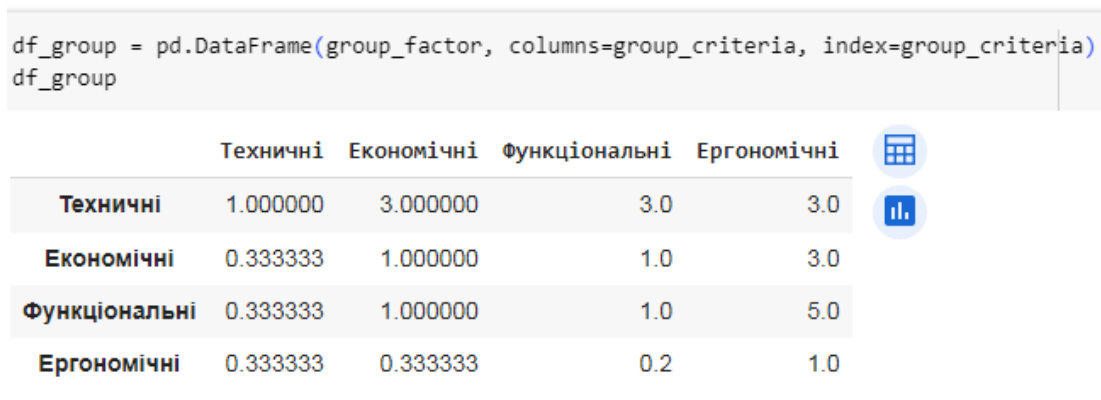 df_group = pd.DataFrame(group_factor, columns=group_criteria, index=group_criteria)
df_group
Техничні Економічні Функціональні Ергономічні
Техничні 1.000000 3.000000 3.0 3.0
Економічні 0.333333 1.000000 1.0 3.0
Функціональні 0.333333 1.000000 1.0 5.0
Ергономічні 0.333333 0.333333 0.2 1.0